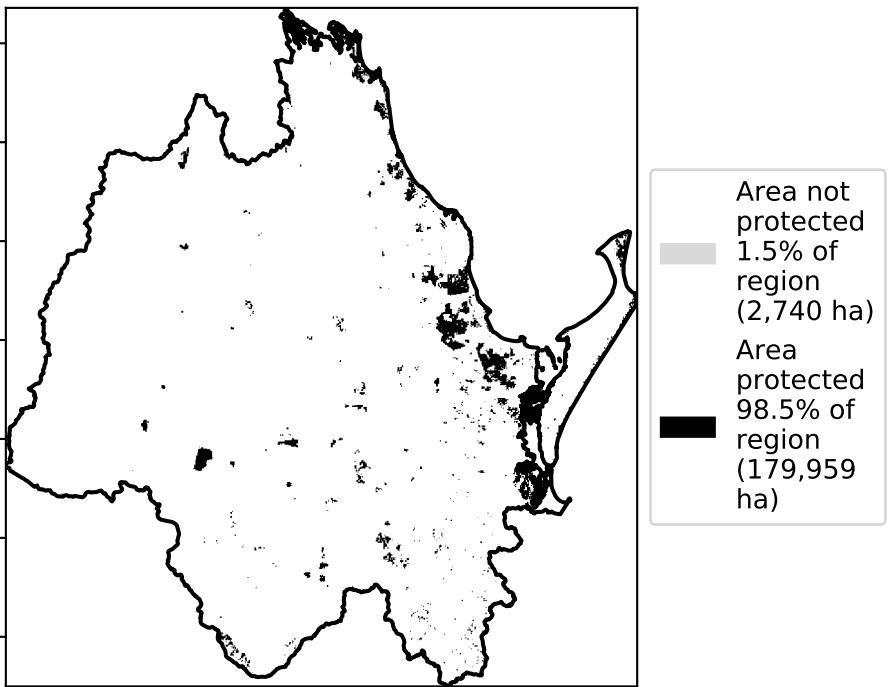 Area not
protected
1.5% of
region
(2,740 ha)
Area
protected
98.5% of
region
(179,959
ha)